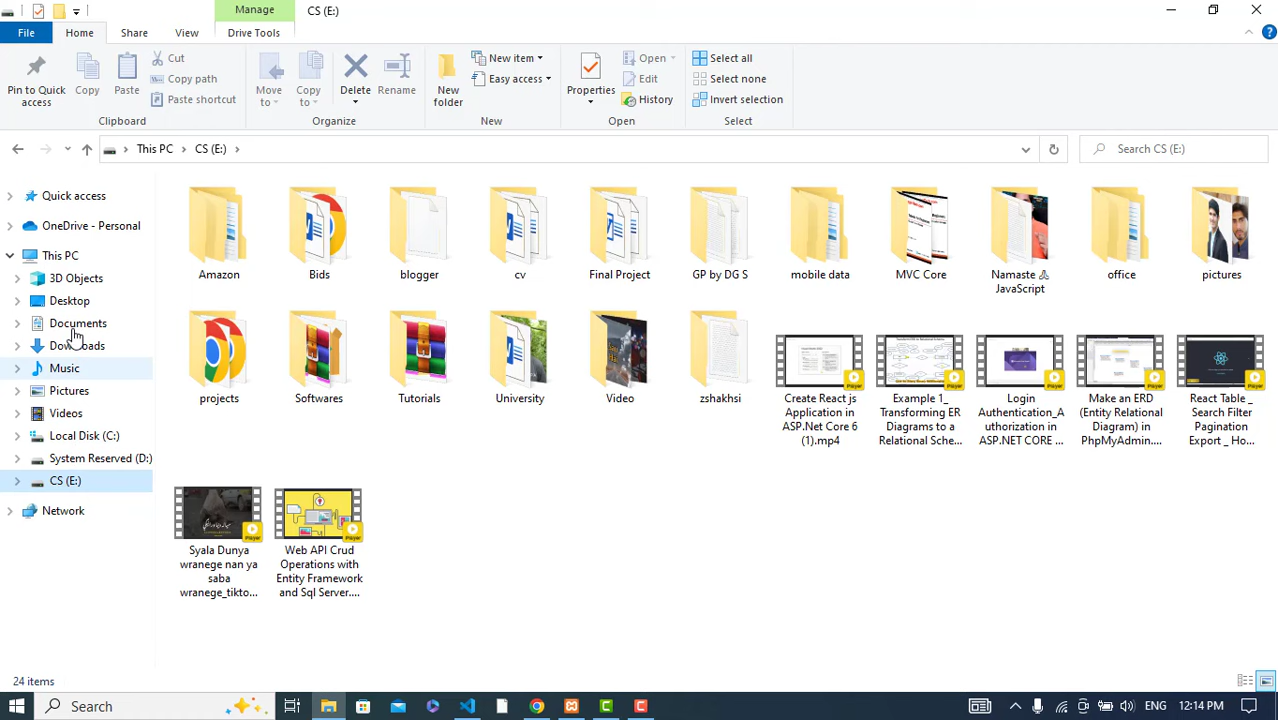 Manage
CS (E:)
File
Home
Share
View
Drive Tools
Pin to Quick
access
Copy
Paste
Cut
Copy path
Paste shortcut
Clipboard
Move
to
Copy
to
Delete
Rename
Organize
New
folder
New item
Easy access
New
Properties
Open
Edit
History
Open
Select all
Select none
Invert selection
Select
This PC
CS (E:)
Search CS (E:)
Quick access
OneDrive - Personal
This PC
3D Objects
Desktop
Documents
Downloads
Music
Pictures
Videos
Local Disk (C:)
System Reserved (D:)
CS (E:)
Network
Amazon
Bids
blogger
cv
Final Project
GP by DG S
mobile data
MVC Core
Namaste 🙏
JavaScript
office
pictures
projects
Softwares
Tutorials
University
Video
zshakhsi
Create React js
Application in
ASP.Net Core 6
(1).mp4
Example 1_
Transforming ER
Diagrams to a
Relational Sche...
Login
Authentication_A
uthorization in
ASP.NET CORE ...
Make an ERD
(Entity Relational
Diagram) in
PhpMyAdmin....
React Table _
Search Filter
Pagination
Export _ Ho...
Syala Dunya
wranege nan ya
saba
wranege_tikto...
Web API Crud
Operations with
Entity Framework
and Sql Server....
24 items
Search
ENG
12:14 PM